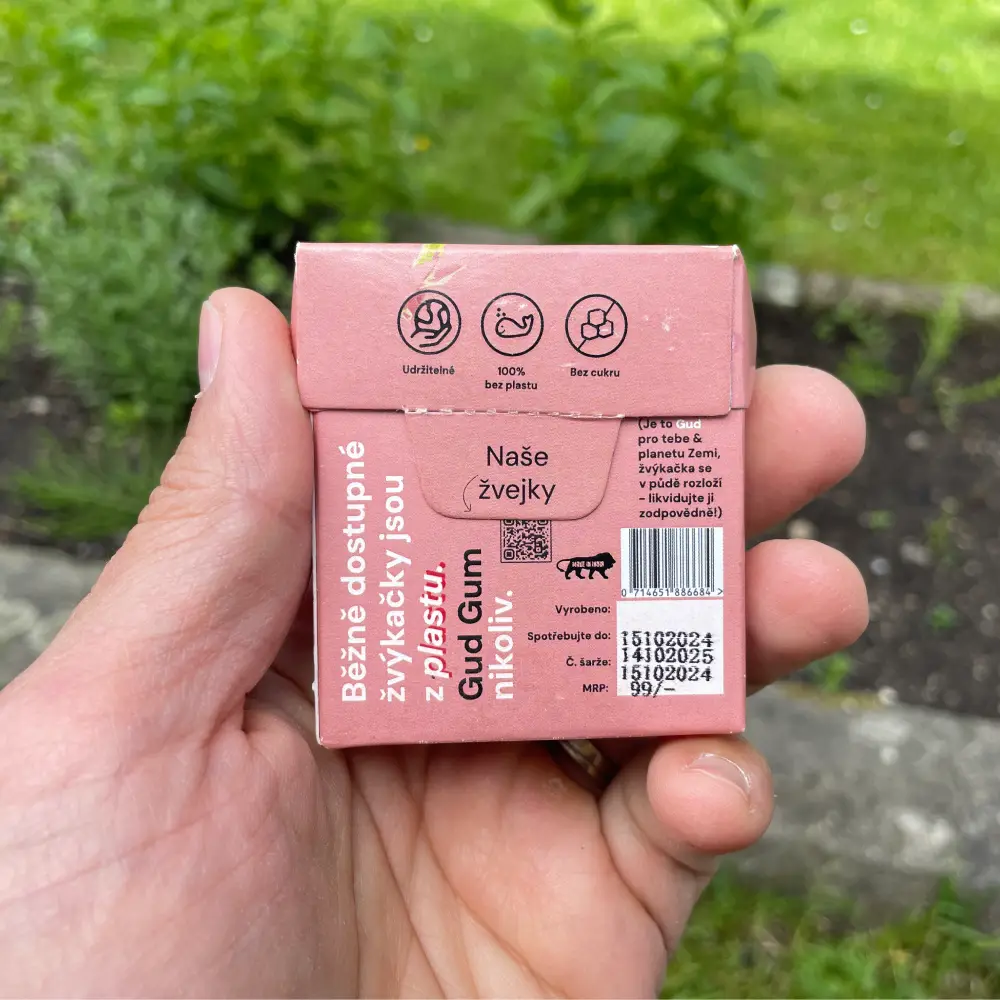 Udržitelné
100%
bez plastu
Bez cukru
Naše
žvejky
(Je to Gud
pro tebe &
planetu Zemi,
žvýkačka se
v půdě rozloží
– likvidujte ji
zodpovědně!)
Běžně dostupné
žvýkačky jsou
z plastu.
Gud Gum
nikoliv.
MADE IN INDIA
0 714651 886684 >
Vyrobeno: 15102024
Spotřebujte do: 14102025
Č. šarže: 15102024
MRP: 99/-